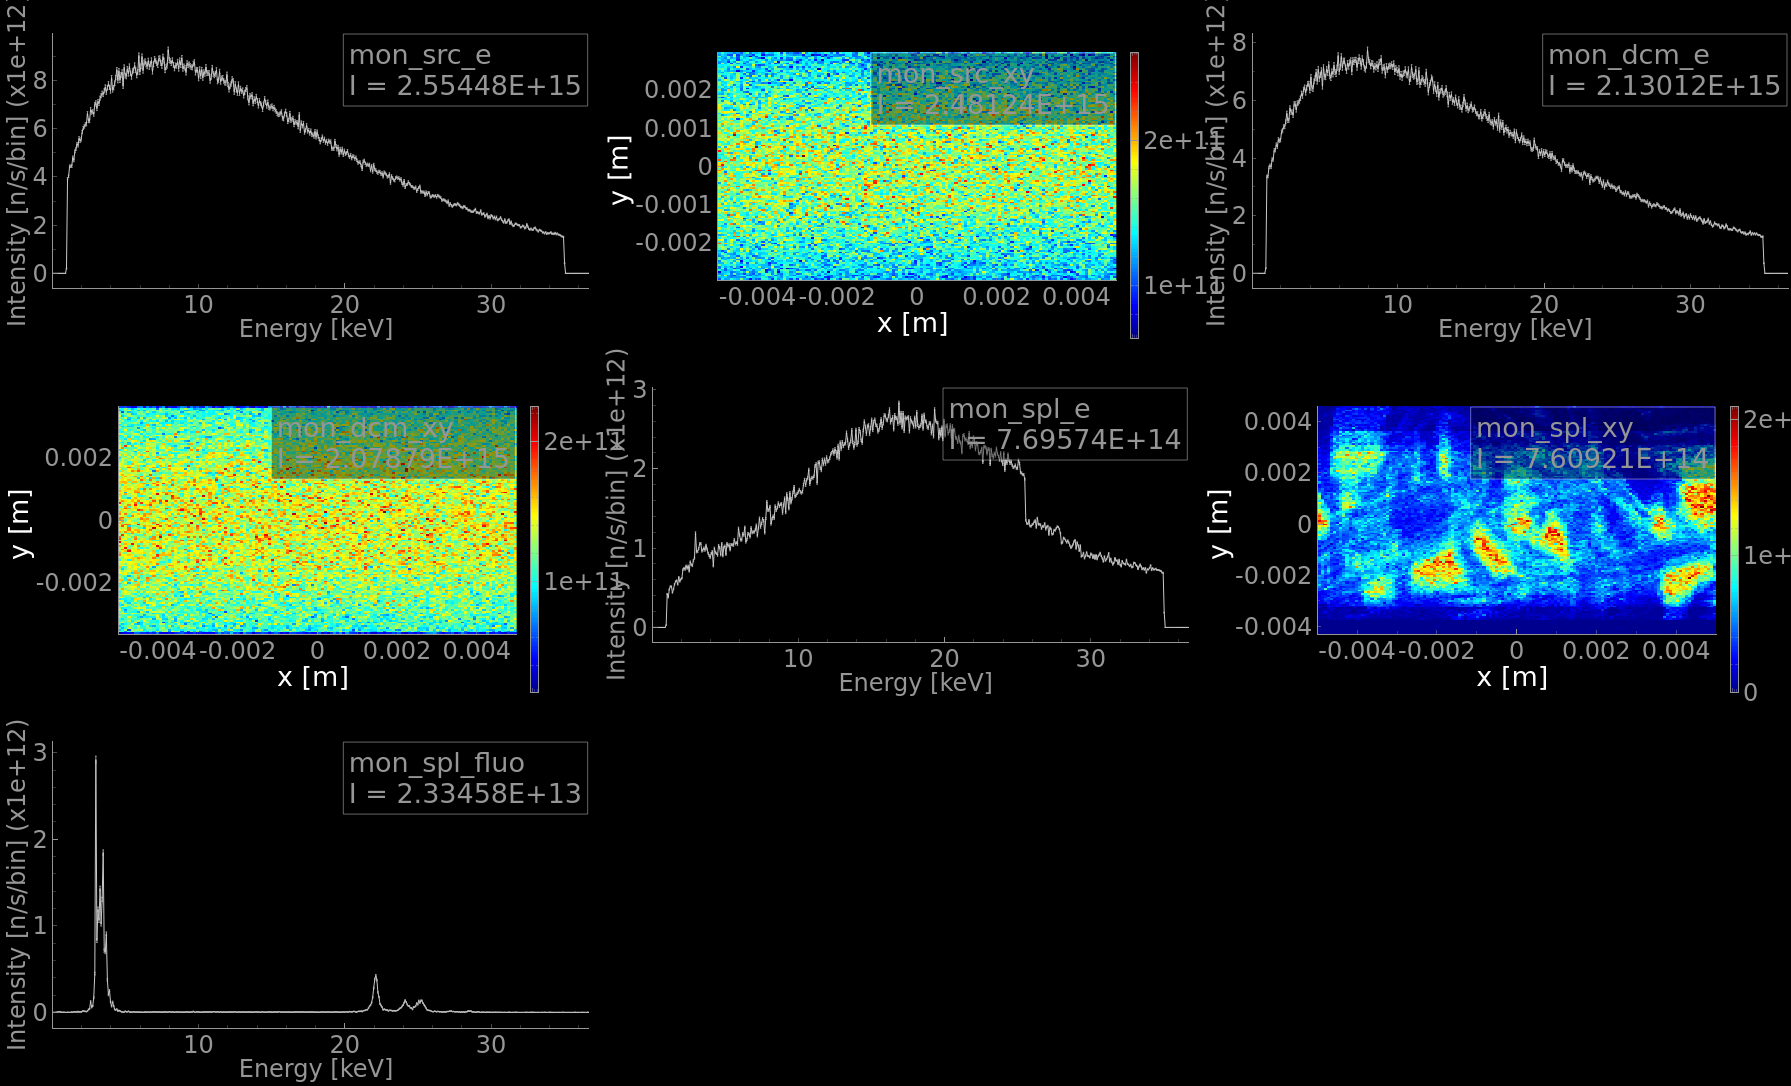 mon_src_e
I = 2.55448E+15
Intensity [n/s/bin] (x1e+12)
8
6
4
2
0
10
20
30
Energy [keV]
mon_src_xy
I = 2.48124E+15
y [m]
0.002
0.001
0
-0.001
-0.002
-0.004
-0.002
0
0.002
0.004
x [m]
2e+11
1e+11
mon_dcm_e
I = 2.13012E+15
Intensity [n/s/bin] (x1e+12)
8
6
4
2
0
10
20
30
Energy [keV]
mon_dcm_xy
I = 2.07879E+15
y [m]
0.002
0
-0.002
-0.004
-0.002
0
0.002
0.004
x [m]
2e+11
1e+11
mon_spl_e
I = 7.69574E+14
Intensity [n/s/bin] (x1e+12)
3
2
1
0
10
20
30
Energy [keV]
mon_spl_xy
I = 7.60921E+14
y [m]
0.004
0.002
0
-0.002
-0.004
-0.004
-0.002
0
0.002
0.004
x [m]
2e+
1e+
0
mon_spl_fluo
I = 2.33458E+13
Intensity [n/s/bin] (x1e+12)
3
2
1
0
10
20
30
Energy [keV]